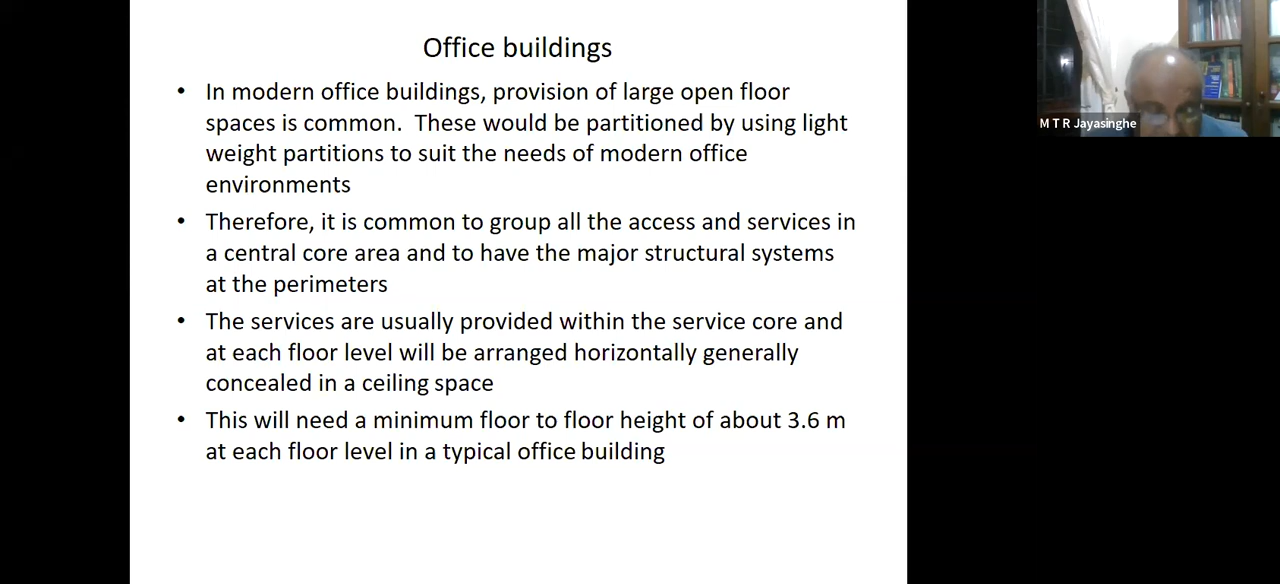 Office buildings
• In modern office buildings, provision of large open floor
spaces is common.  These would be partitioned by using light
weight partitions to suit the needs of modern office
environments
• Therefore, it is common to group all the access and services in
a central core area and to have the major structural systems
at the perimeters
• The services are usually provided within the service core and
at each floor level will be arranged horizontally generally
concealed in a ceiling space
• This will need a minimum floor to floor height of about 3.6 m
at each floor level in a typical office building
M T R Jayasinghe